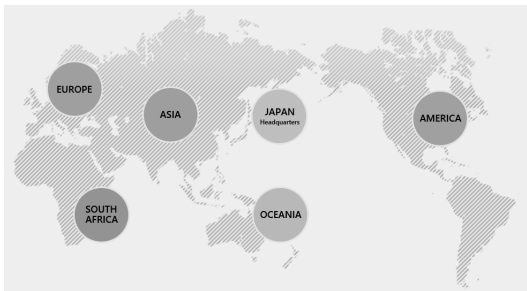 EUROPE
ASIA
JAPAN
Headquarters
AMERICA
SOUTH
AFRICA
OCEANIA